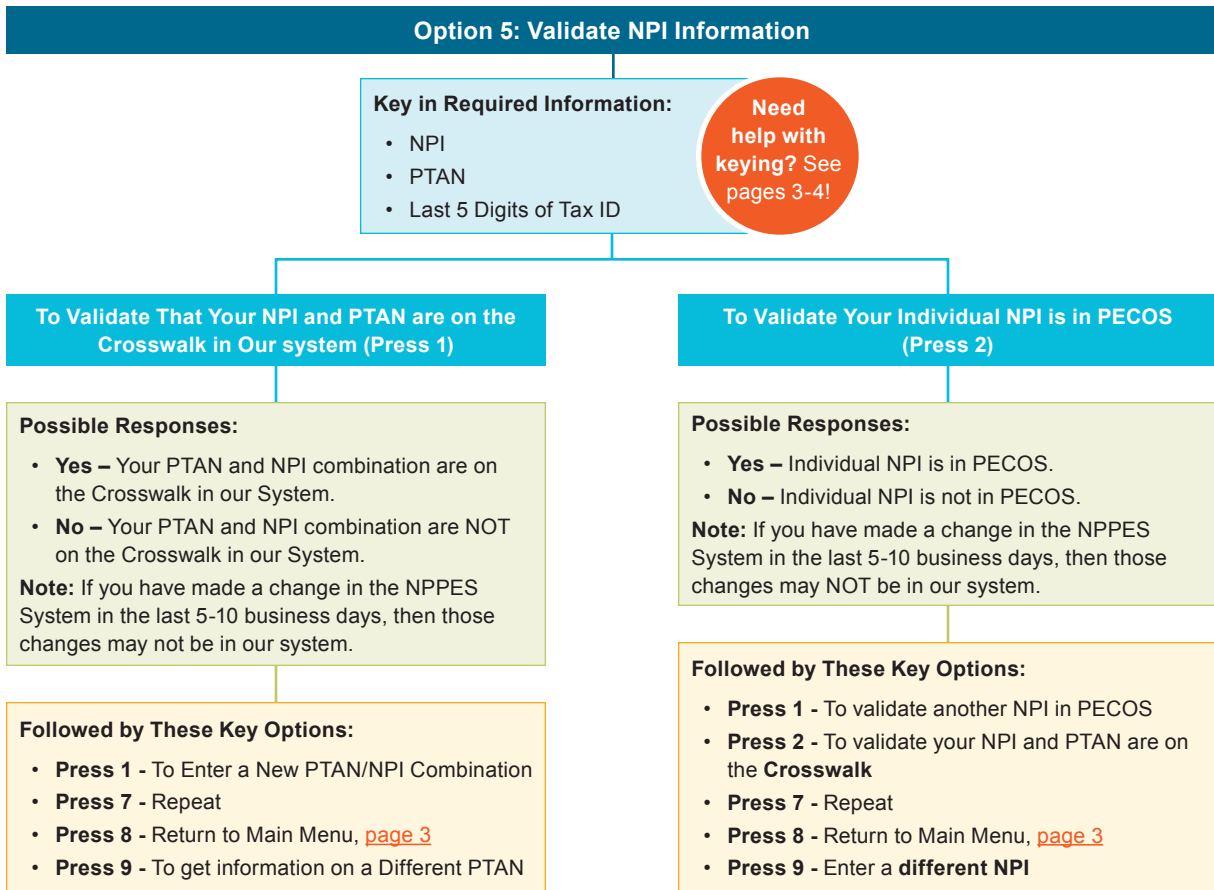 Option 5: Validate NPI Information
Key in Required Information:
• NPI
• PTAN
• Last 5 Digits of Tax ID
Need
help with
keying? See
pages 3-4!
To Validate That Your NPI and PTAN are on the
Crosswalk in Our system (Press 1)
Possible Responses:
• Yes – Your PTAN and NPI combination are on
the Crosswalk in our System.
• No – Your PTAN and NPI combination are NOT
on the Crosswalk in our System.
Note: If you have made a change in the NPPES
System in the last 5-10 business days, then those
changes may not be in our system.
Followed by These Key Options:
• Press 1 - To Enter a New PTAN/NPI Combination
• Press 7 - Repeat
• Press 8 - Return to Main Menu, page 3
• Press 9 - To get information on a Different PTAN
To Validate Your Individual NPI is in PECOS
(Press 2)
Possible Responses:
• Yes – Individual NPI is in PECOS.
• No – Individual NPI is not in PECOS.
Note: If you have made a change in the NPPES
System in the last 5-10 business days, then those
changes may NOT be in our system.
Followed by These Key Options:
• Press 1 - To validate another NPI in PECOS
• Press 2 - To validate your NPI and PTAN are on
the Crosswalk
• Press 7 - Repeat
• Press 8 - Return to Main Menu, page 3
• Press 9 - Enter a different NPI